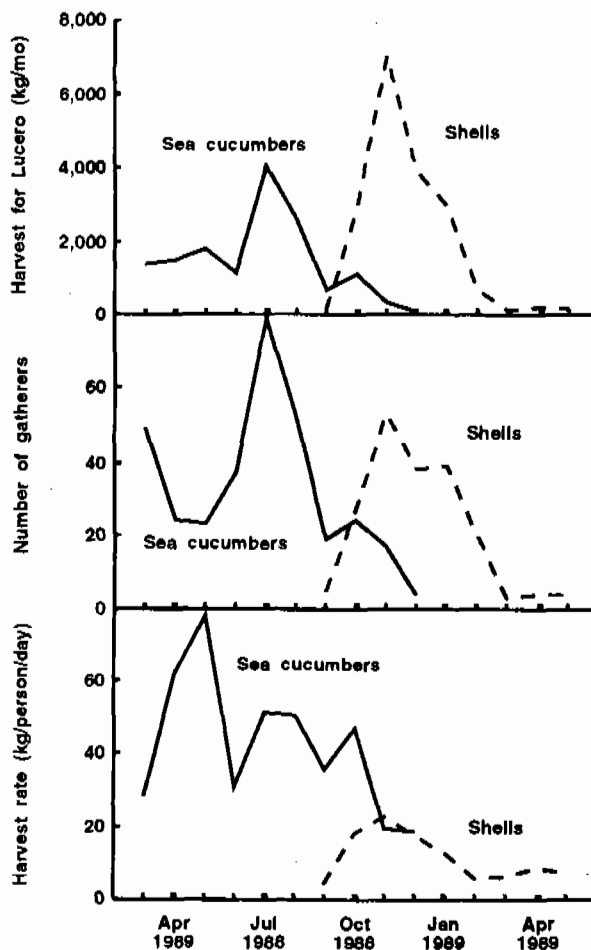 Harvest for Lucero (kg/mo)
8,000
6,000
4,000
2,000
0
Sea cucumbers
Shells
Number of gatherers
60
40
20
0
Shells
Sea cucumbers
Harvest rate (kg/person/day)
60
40
20
0
Sea cucumbers
Shells
Apr Jul Oct Jan Apr
1969 1988 1988 1989 1989